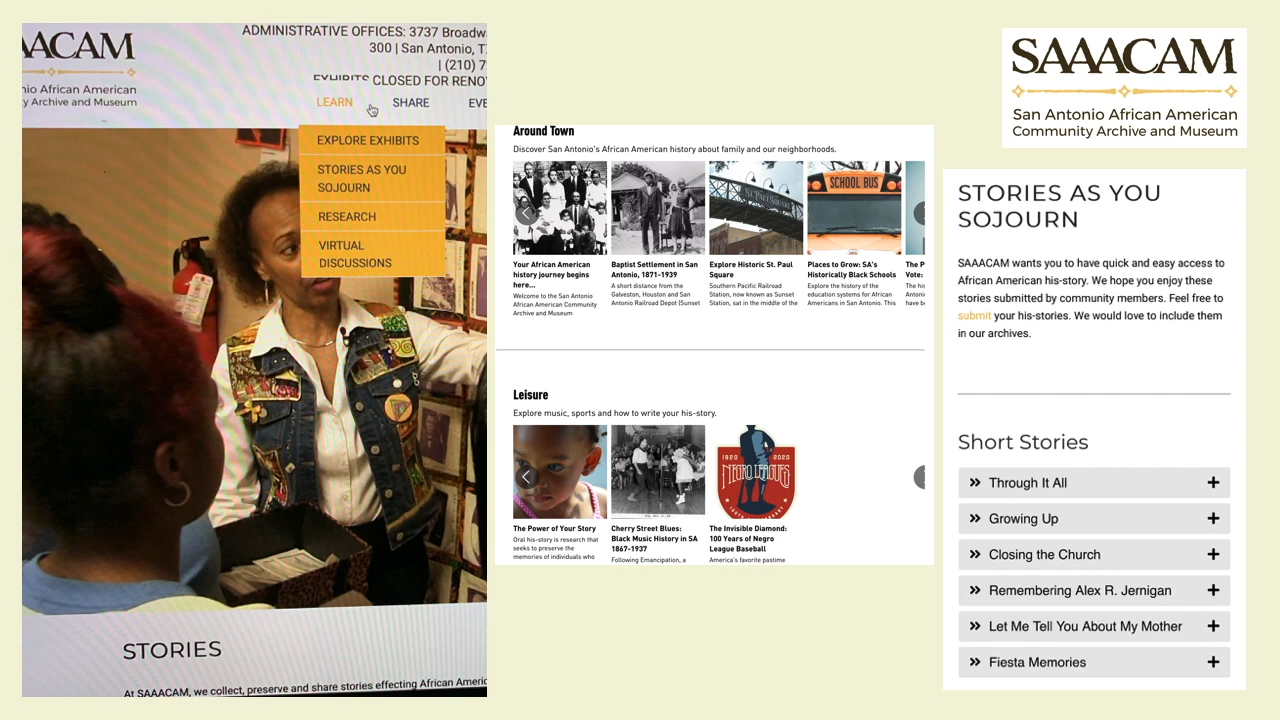 AACAM
nio African American
y Archive and Museum
ADMINISTRATIVE OFFICES: 3737 Broadw
300 | San Antonio, T
| (210) 7
EXHIBITS CLOSED FOR RENO
LEARN
SHARE
EVE
EXPLORE EXHIBITS
STORIES AS YOU
SOJOURN
RESEARCH
VIRTUAL
DISCUSSIONS
STORIES
At SAAACAM, we collect, preserve and share stories effecting African Americ
Around Town
Discover San Antonio's African American history about family and our neighborhoods.
ST. PAUL SQUARE
SCHOOL BUS
Your African American
history journey begins
here...
Welcome to the San Antonio
African American Community
Archive and Museum
Baptist Settlement in San
Antonio, 1871-1939
A short distance from the
Galveston, Houston and San
Antonio Railroad Depot (Sunset
Explore Historic St. Paul
Square
Southern Pacific Railroad
Station, now known as Sunset
Station, sat in the middle of the
Places to Grow: SA's
Historically Black Schools
Explore the history of the
education systems for African
Americans in San Antonio. This
The P
Vote:
The his
Antoni
have b
Leisure
Explore music, sports and how to write your his-story.
1920 2020
NEGRO LEAGUES
The Power of Your Story
Oral his-story is research that
seeks to preserve the
memories of individuals who
Cherry Street Blues:
Black Music History in SA
1867-1937
Following Emancipation, a
The Invisible Diamond:
100 Years of Negro
League Baseball
America's favorite pastime
SAAACAM
San Antonio African American
Community Archive and Museum
STORIES AS YOU
SOJOURN
SAAACAM wants you to have quick and easy access to
African American his-story. We hope you enjoy these
stories submitted by community members. Feel free to
submit your his-stories. We would love to include them
in our archives.
Short Stories
Through It All
Growing Up
Closing the Church
Remembering Alex R. Jernigan
Let Me Tell You About My Mother
Fiesta Memories